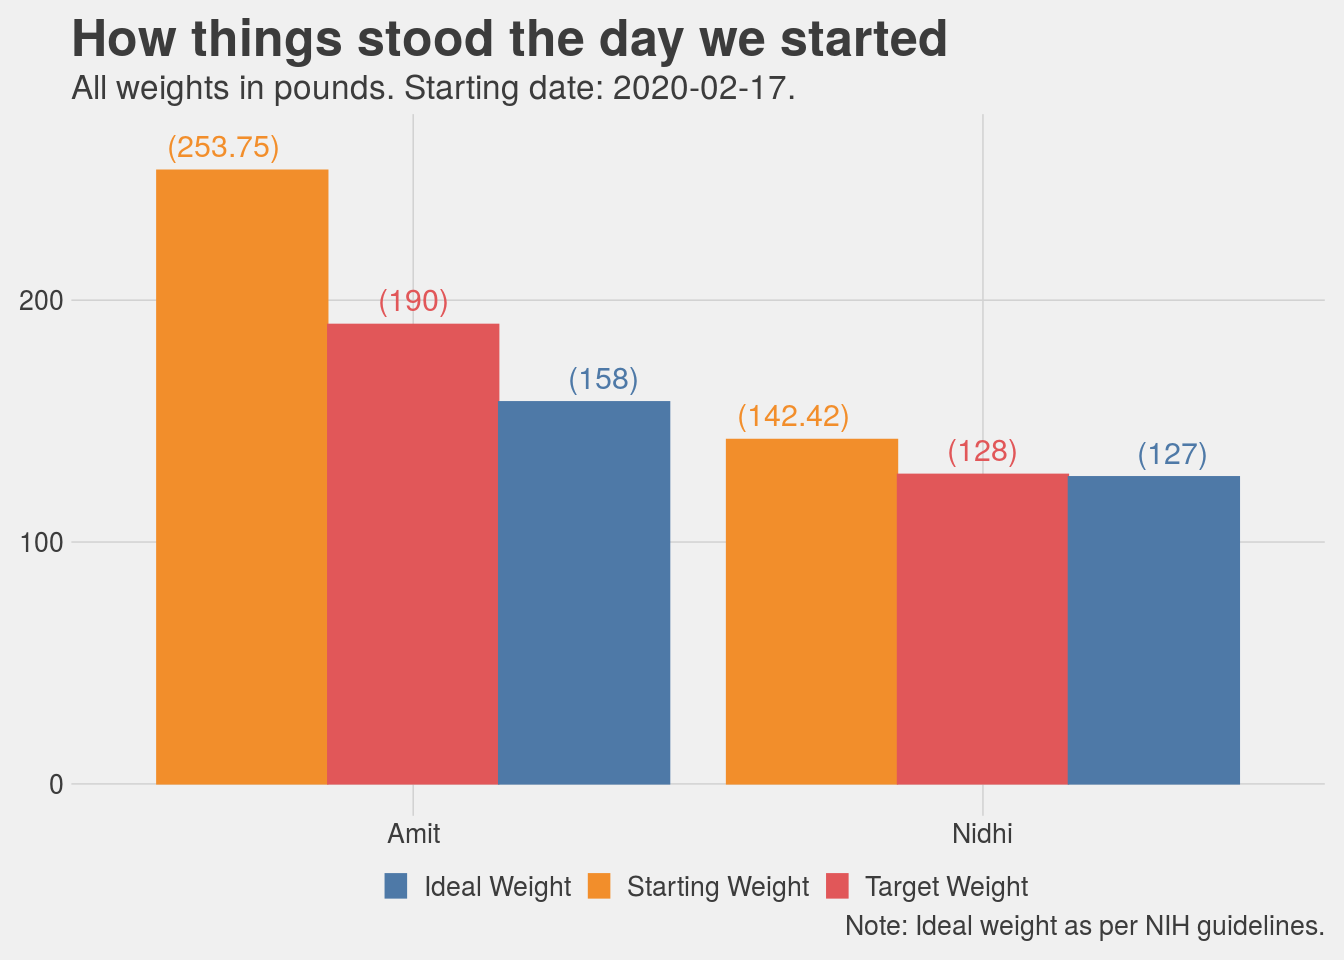 How things stood the day we started
All weights in pounds. Starting date: 2020-02-17.
(253.75)
(190)
(158)
(142.42)
(128)
(127)
200
100
0
Amit Nidhi
Ideal Weight Starting Weight Target Weight
Note: Ideal weight as per NIH guidelines.